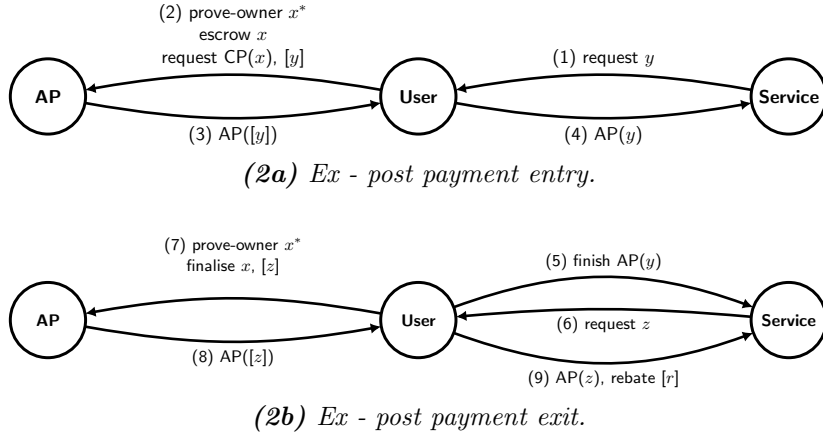 (2) prove-owner x*
escrow x
request CP(x), [y]
(1) request y
AP
User
Service
(3) AP([y])
(4) AP(y)
(2a) Ex - post payment entry.
(7) prove-owner x*
finalise x, [z]
(5) finish AP(y)
AP
User
(6) request z
Service
(8) AP([z])
(9) AP(z), rebate [r]
(2b) Ex - post payment exit.